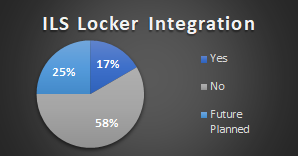 ILS Locker Integration
17%
25%
58%
Yes
No
Future
Planned